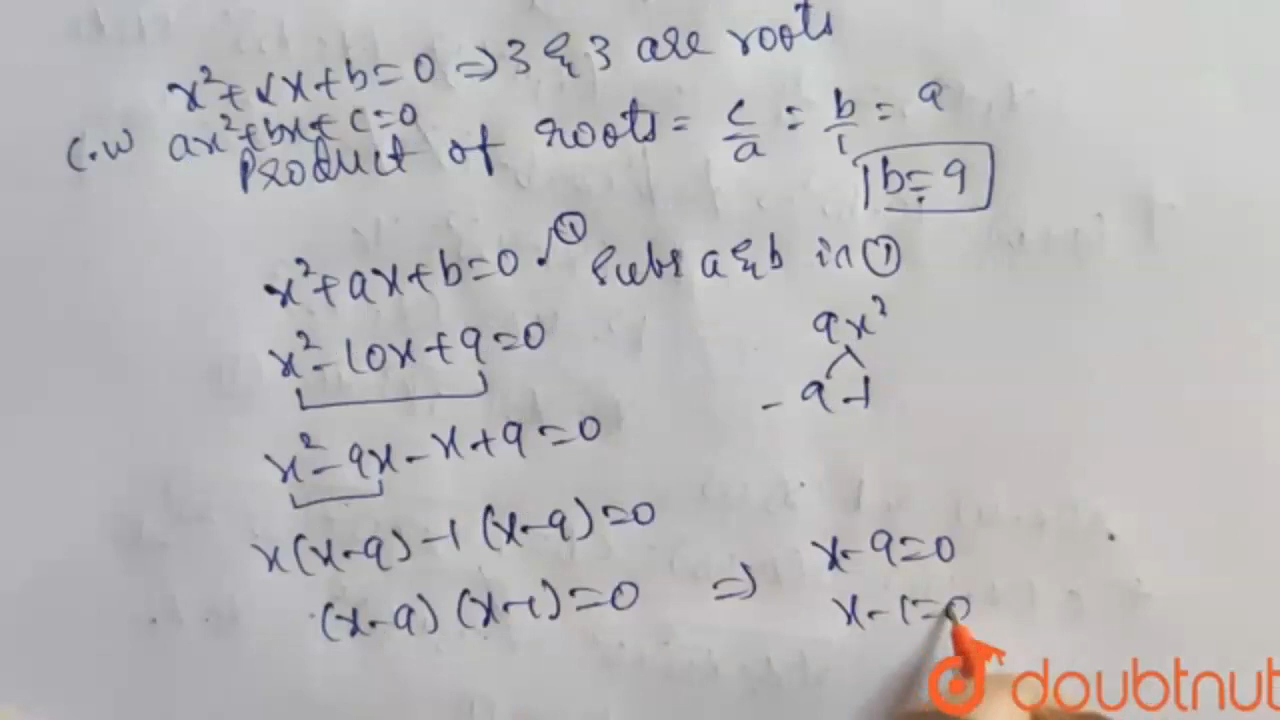 x²+αx+b=0 ⇒ 3 & 3 are roots
C.W ax²+bx+c=0
Product of roots = c/a = b/1 = 9
b=9
x²+ax+b=0 ① Subs a & b in ①
x²-10x+9=0
9x²
-9 -1
x²-9x-x+9=0
x(x-9)-1(x-9)=0
(x-9)(x-1)=0 ⇒ x-9=0
x-1=0
doubtnut